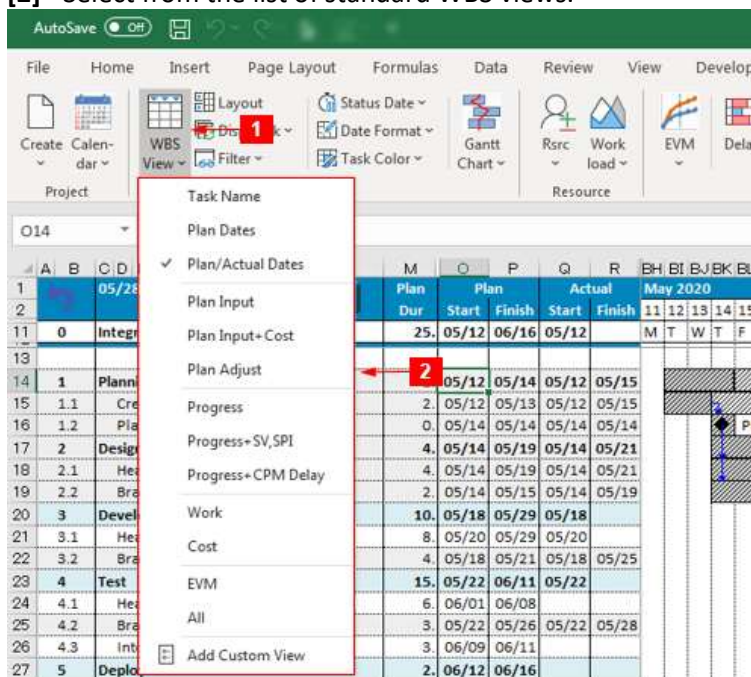 [2] Select from the list of standard WBS views.
AutoSave Off
File Home Insert Page Layout Formulas Data Review View Develop
Layout Status Date
1 Date Format
Filter Task Color
Create Calen-dar WBS View Gantt Chart Rsrc Work load EVM Dela
Project Resou rce
O14
Task Name
Plan Dates
✓ Plan/Actual Dates
Plan Input
Plan Input+Cost
Plan Adjust
2
Progress
Progress+SV,SPI
Progress+CPM Delay
Work
Cost
EVM
All
Add Custom View
A B C D M O P Q R BH BI BJ BK BL
1 05/28 Plan Plan Actual May 2020
2 Dur Start Finish Start Finish 11 12 13 14 15
11 0 Integr 25. 05/12 06/16 05/12 M T W T F
13
14 1 Planni 05/12 05/14 05/12 05/15
15 1.1 Cre 2. 05/12 05/13 05/12 05/15
16 1.2 Pla 0. 05/14 05/14 05/14 05/14 P
17 2 Desig 4. 05/14 05/19 05/14 05/21
18 2.1 Hea 4. 05/14 05/19 05/14 05/21
19 2.2 Bra 2. 05/14 05/15 05/14 05/19
20 3 Devel 10. 05/18 05/29 05/18
21 3.1 Hea 8. 05/20 05/29 05/20
22 3.2 Bra 4. 05/18 05/21 05/18 05/25
23 4 Test 15. 05/22 06/11 05/22
24 4.1 Hea 6. 06/01 06/08
25 4.2 Bra 3. 05/22 05/26 05/22 05/28
26 4.3 Int 3. 06/09 06/11
27 5 Deplo 2. 06/12 06/16